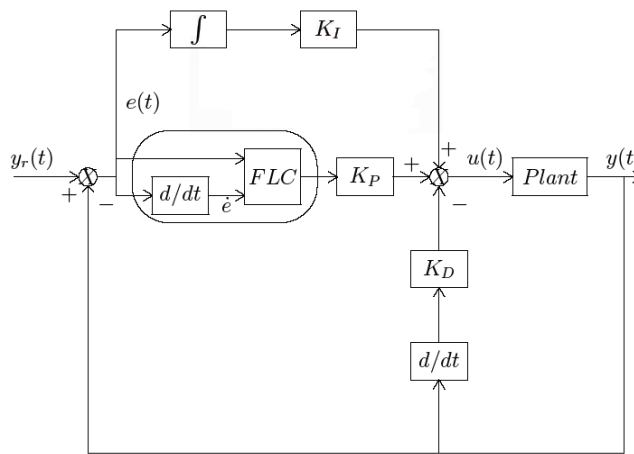 ∫
K_I
e(t)
y_r(t)
+
−
d/dt
ė
FLC
K_P
+
+
−
u(t)
Plant
y(t
K_D
d/dt